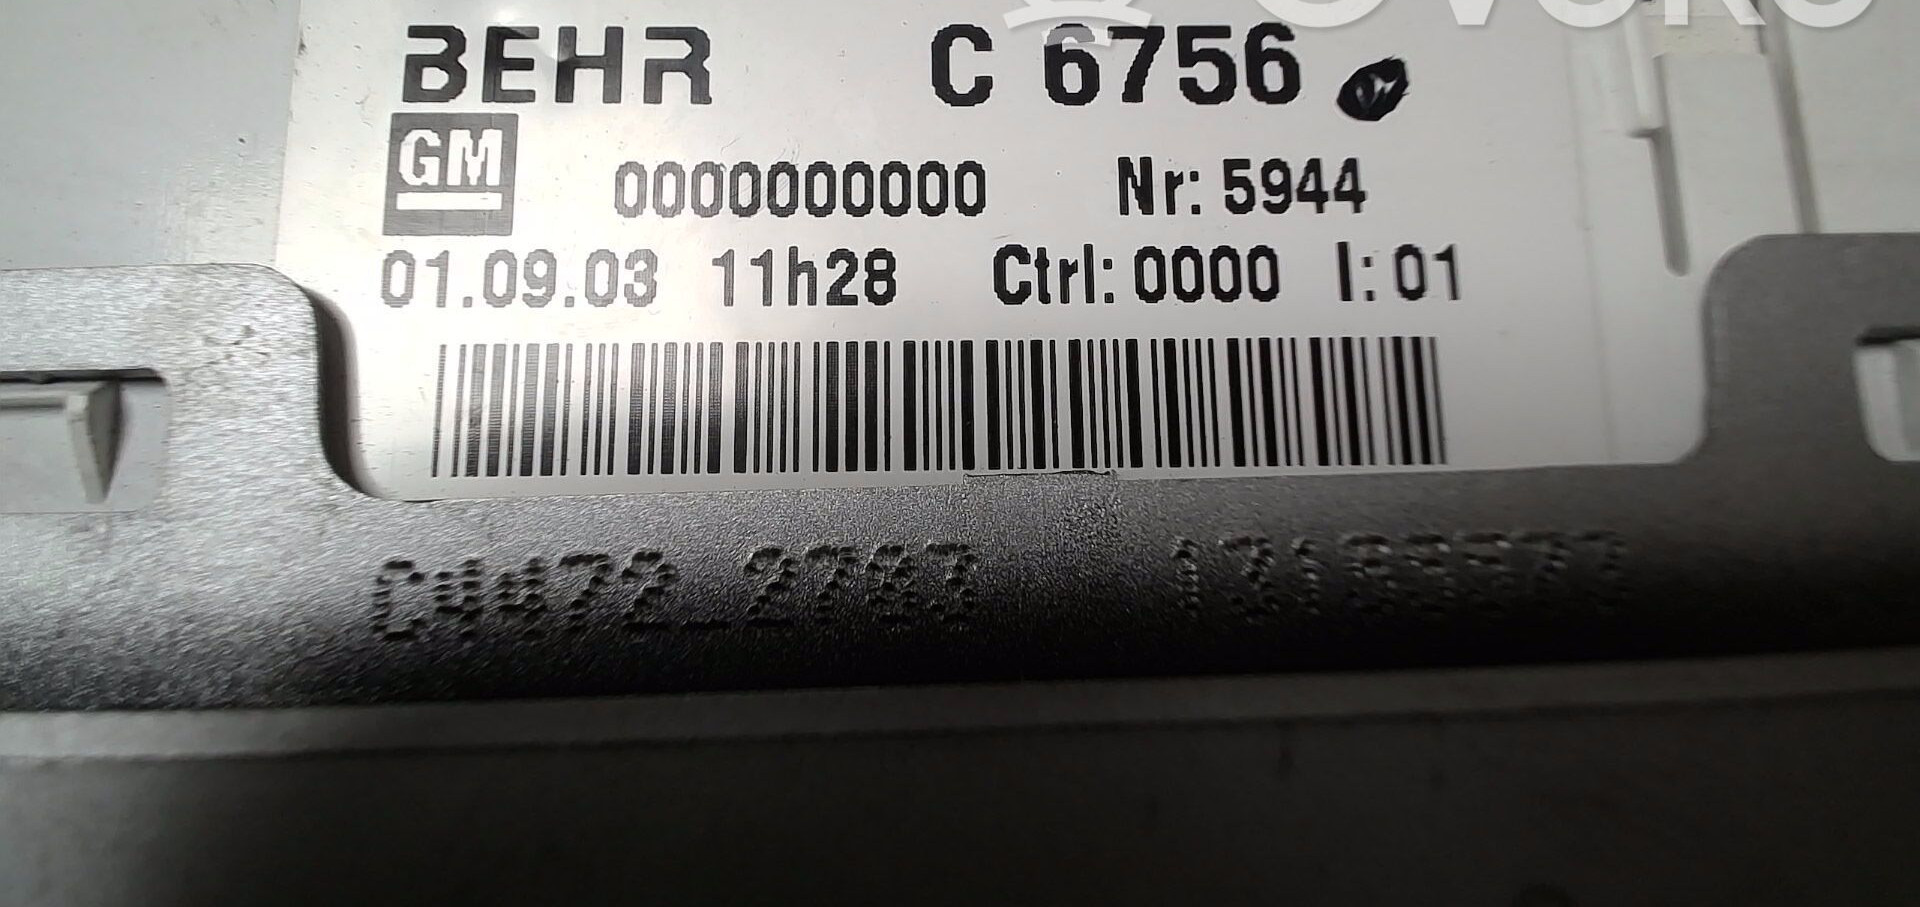 BEHR C 6756
GM 0000000000 Nr: 5944
01.09.03 11h28 Ctrl: 0000 I: 01